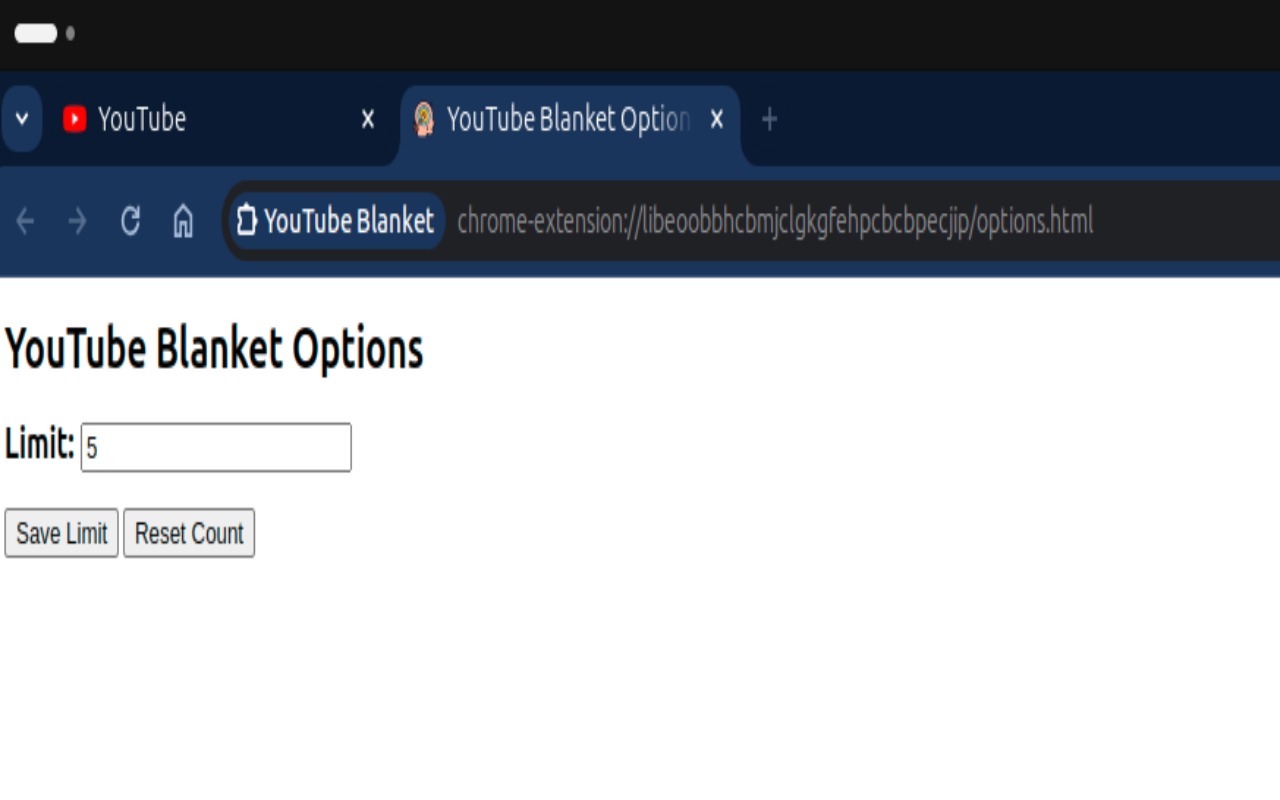 YouTube
YouTube Blanket Option
YouTube Blanket chrome-extension://libeoobbhcbmjclgkgfehpcbcbpecjip/options.html
YouTube Blanket Options
Limit: 5
Save Limit Reset Count